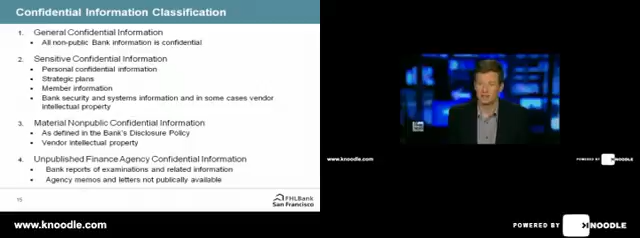 Confidential Information Classification
1. General Confidential Information
• All non-public Bank information is confidential
2. Sensitive Confidential Information
• Personal confidential information
• Strategic plans
• Member information
• Bank security and systems information and in some cases vendor
intellectual property
3. Material Nonpublic Confidential Information
• As defined in the Bank's Disclosure Policy
• Vendor intellectual property
4. Unpublished Finance Agency Confidential Information
• Bank reports of examinations and related information
• Agency memos and letters not publically available
15
FHLBank
San Francisco
www.knoodle.com
POWERED BY KNOODLE
www.knoodle.com
POWERED BY KNOODLE